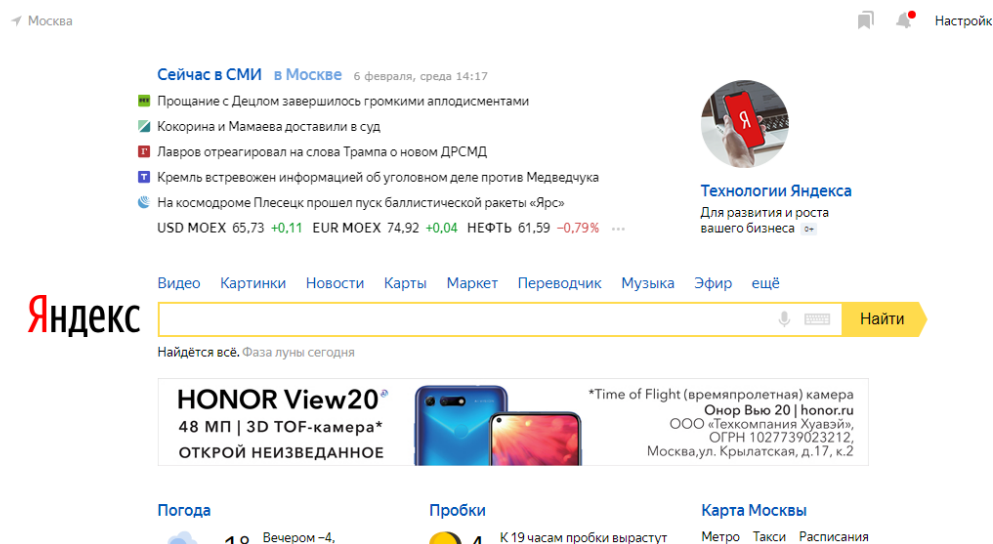 Москва
Настройк
Сейчас в СМИ в Москве 6 февраля, среда 14:17
Прощание с Децлом завершилось громкими аплодисментами
Кокорина и Мамаева доставили в суд
Лавров отреагировал на слова Трампа о новом ДРСМД
Кремль встревожен информацией об уголовном деле против Медведчука
На космодроме Плесецк прошел пуск баллистической ракеты «Ярс»
USD MOEX 65,73 +0,11 EUR MOEX 74,92 +0,04 НЕФТЬ 61,59 −0,79% ···
Я
Технологии Яндекса
Для развития и роста
вашего бизнеса 0+
Видео Картинки Новости Карты Маркет Переводчик Музыка Эфир ещё
Яндекс
Найти
Найдётся всё. Фаза луны сегодня
HONOR View20
48 МП | 3D TOF-камера*
ОТКРОЙ НЕИЗВЕДАННОЕ
*Time of Flight (времяпролетная) камера
Онор Вью 20 | honor.ru
ООО «Техкомпания Хуавэй»,
ОГРН 1027739023212,
Москва,ул. Крылатская, д.17, к.2
Погода
Вечером −4,
Пробки
4 К 19 часам пробки вырастут
Карта Москвы
Метро Такси Расписания